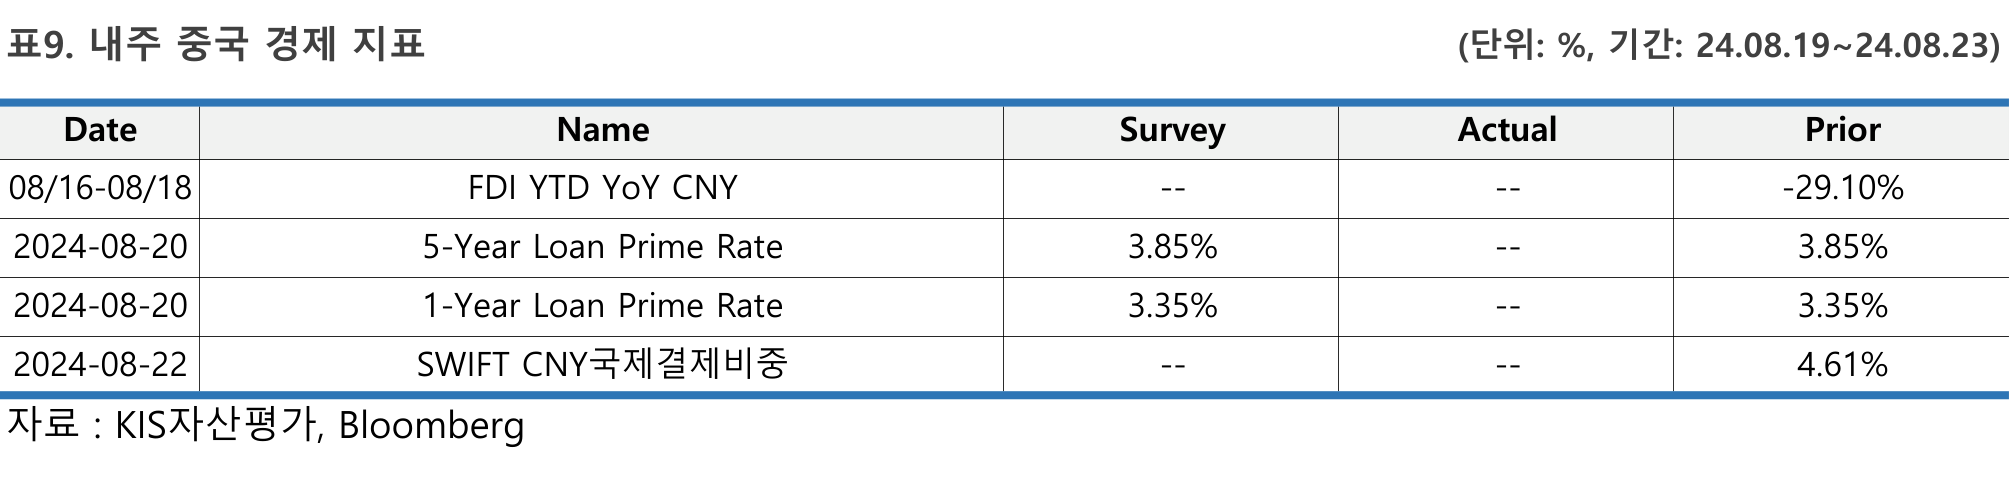 표9. 내주 중국 경제 지표 (단위: %, 기간: 24.08.19~24.08.23)
Date Name Survey Actual Prior
08/16-08/18 FDI YTD YoY CNY -- -- -29.10%
2024-08-20 5-Year Loan Prime Rate 3.85% -- 3.85%
2024-08-20 1-Year Loan Prime Rate 3.35% -- 3.35%
2024-08-22 SWIFT CNY국제결제비중 -- -- 4.61%
자료 : KIS자산평가, Bloomberg